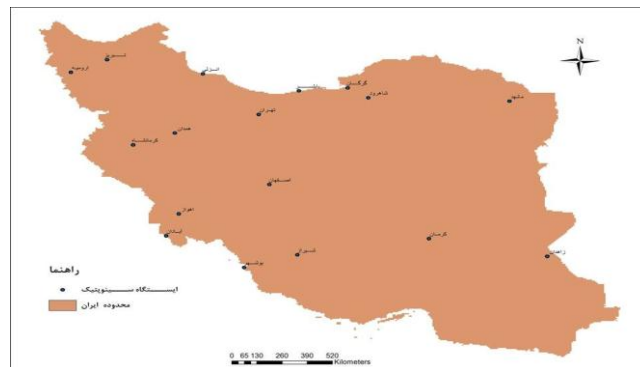 N
تبریز
ارومیه
انزلی
گرگان
شاهرود
مشهد
تهران
همدان
کرمانشاه
اصفهان
اهواز
آبادان
کرمان
شیراز
زاهدان
بوشهر
راهنما
ایستگاه سینوپتیک
محدوده ایران
0 65 130 260 390 520
Kilometers